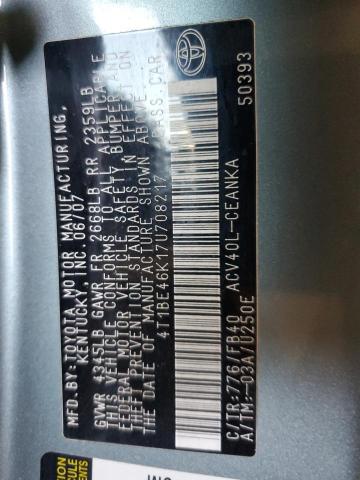 MFD.BY: TOYOTA MOTOR MANUFACTURING,
KENTUCKY, INC. 06/07
GVWR 4345LB GAWR FR 2668LB RR 2359LB
THIS VEHICLE CONFORMS TO ALL APPLICABLE
FEDERAL MOTOR VEHICLE SAFETY, BUMPER, AND
THEFT PREVENTION STANDARDS IN EFFECT ON
THE DATE OF MANUFACTURE SHOWN ABOVE.
4T1BE46K17U708217 PASS.CAR
C/TR: 776/FB40 ACV40L-CEANKA
A/TM: -03A/U250E 50393
TOYOTA